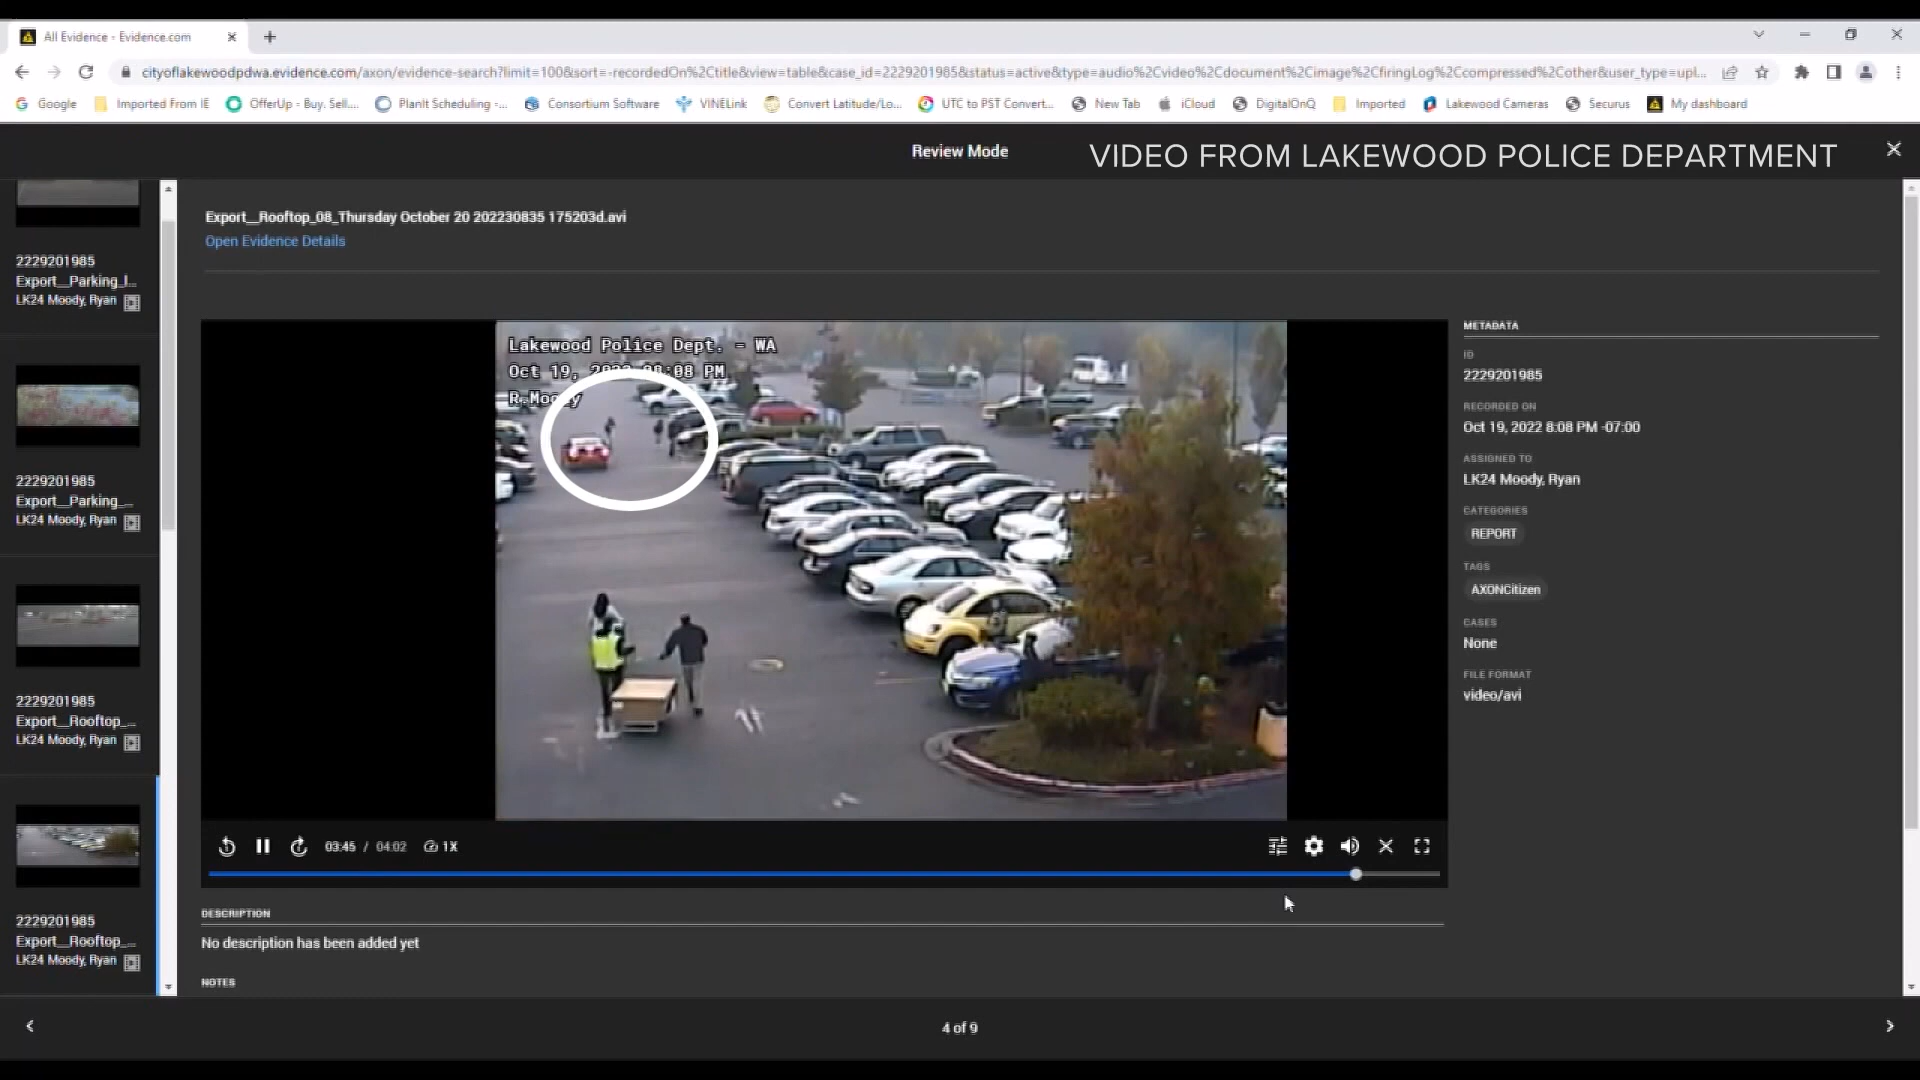 All Evidence - Evidence.com
cityoflakewoodpdwa.evidence.com/axon/evidence-search?limit=100&sort=-recordedOn%2Ctitle&view=table&case_id=2229201985&status=active&type=audio%2Cvideo%2Cdocument%2Cimage%2CfiringLog%2Ccompressed%2Cother&user_type=upl...
Google Imported From IE OfferUp - Buy. Sell.... PlanIt Scheduling -... Consortium Software VINELink Convert Latitude/Lo... UTC to PST Convert... New Tab iCloud DigitalOnQ Imported Lakewood Cameras Securus My dashboard
Review Mode
VIDEO FROM LAKEWOOD POLICE DEPARTMENT
Export__Rooftop_08_Thursday October 20 202230835 175203d.avi
Open Evidence Details
2229201985
Export__Parking_l...
LK24 Moody, Ryan
2229201985
Export__Parking_...
LK24 Moody, Ryan
2229201985
Export__Rooftop_...
LK24 Moody, Ryan
2229201985
Export__Rooftop_...
LK24 Moody, Ryan
Lakewood Police Dept. - WA
Oct 19, 2022 08:08 PM
R.Moody
03:45 / 04:02 1X
METADATA
ID
2229201985
RECORDED ON
Oct 19, 2022 8:08 PM -07:00
ASSIGNED TO
LK24 Moody, Ryan
CATEGORIES
REPORT
TAGS
AXONCitizen
CASES
None
FILE FORMAT
video/avi
DESCRIPTION
No description has been added yet
NOTES
4 of 9